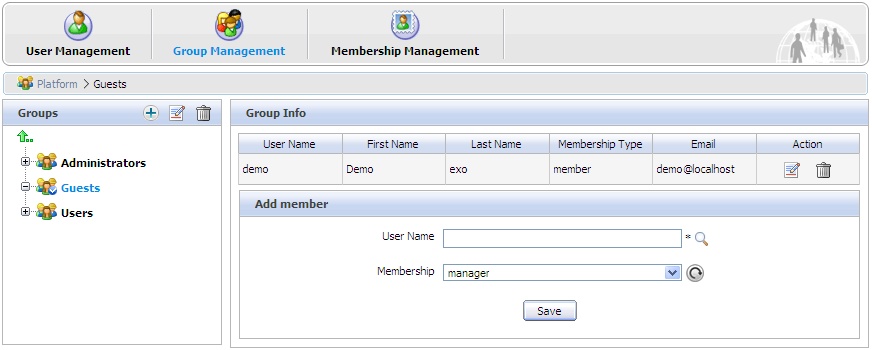 User Management Group Management Membership Management
Platform > Guests
Groups
..
Administrators
Guests
Users
Group Info
User Name First Name Last Name Membership Type Email Action
demo Demo exo member demo@localhost
Add member
User Name *
Membership manager
Save